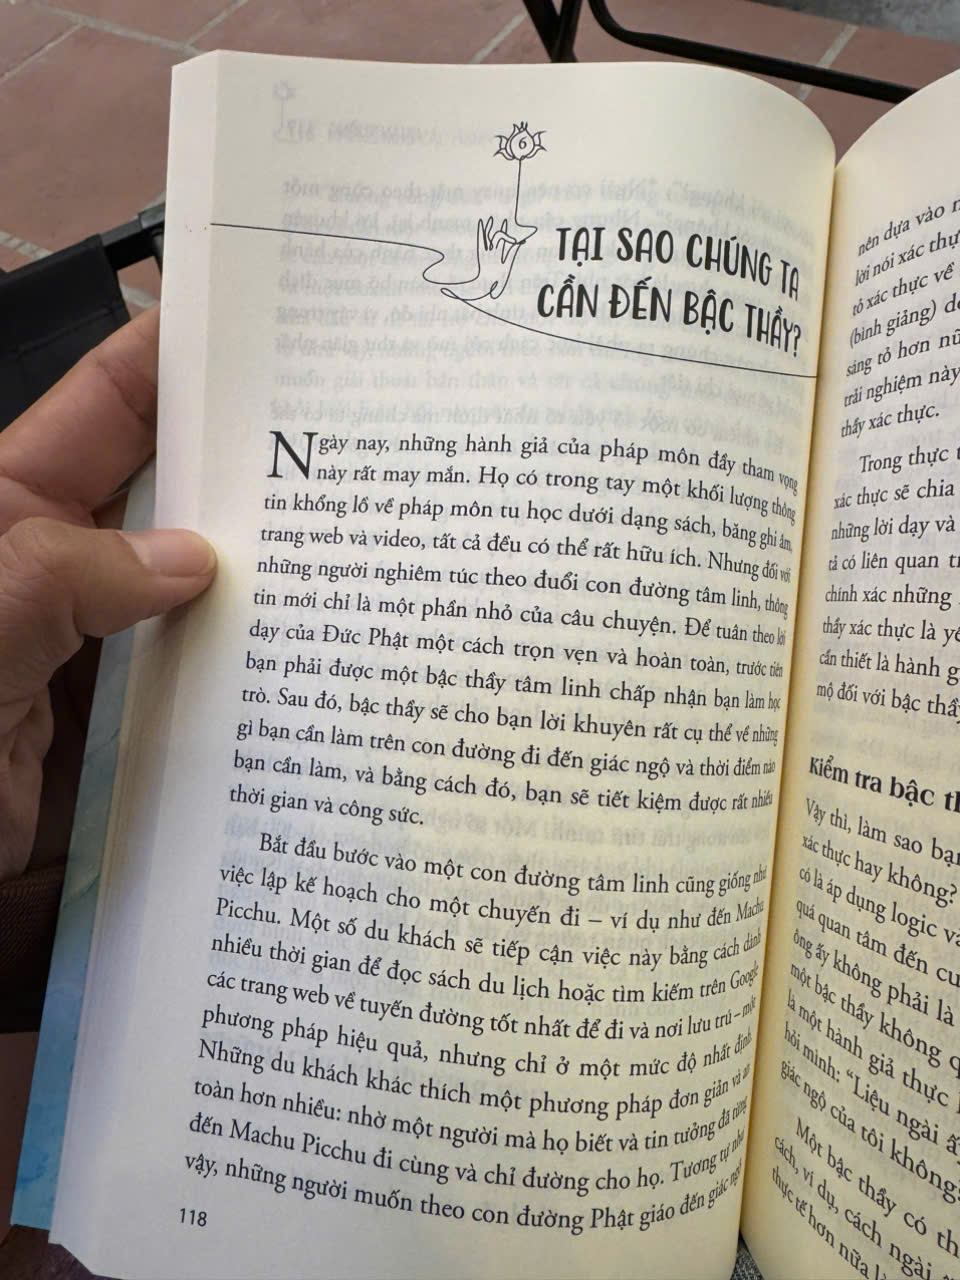 6
TẠI SAO CHÚNG TA
CẦN ĐẾN BẬC THẦY?
Ngày nay, những hành giả của pháp môn đầy tham vọng
này rất may mắn. Họ có trong tay một khối lượng thông
tin khổng lồ về pháp môn tu học dưới dạng sách, băng ghi âm,
trang web và video, tất cả đều có thể rất hữu ích. Nhưng đối với
những người nghiêm túc theo đuổi con đường tâm linh, thông
tin mới chỉ là một phần nhỏ của câu chuyện. Để tuân theo lời
dạy của Đức Phật một cách trọn vẹn và hoàn toàn, trước tiên
bạn phải được một bậc thầy tâm linh chấp nhận bạn làm học
trò. Sau đó, bậc thầy sẽ cho bạn lời khuyên rất cụ thể về những
gì bạn cần làm trên con đường đi đến giác ngộ và thời điểm nào
bạn cần làm, và bằng cách đó, bạn sẽ tiết kiệm được rất nhiều
thời gian và công sức.
Bắt đầu bước vào một con đường tâm linh cũng giống như
việc lập kế hoạch cho một chuyến đi – ví dụ như đến Machu
Picchu. Một số du khách sẽ tiếp cận việc này bằng cách dành
nhiều thời gian để đọc sách du lịch hoặc tìm kiếm trên Google
các trang web về tuyến đường tốt nhất để đi và nơi lưu trú – một
phương pháp hiệu quả, nhưng chỉ ở một mức độ nhất định.
Những du khách khác thích một phương pháp đơn giản và an
toàn hơn nhiều: nhờ một người mà họ biết và tin tưởng đã từng
đến Machu Picchu đi cùng và chỉ đường cho họ. Tương tự như
vậy, những người muốn theo con đường Phật giáo đến giác ngộ
118
nên dựa vào
lời nói xác thự
tỏ xác thực về
(bình giảng)
sáng tỏ hơn
trải nghiệm này
thầy xác thực.
Trong thực
xác thực sẽ chia
những lời dạy và
tả có liên quan
chính xác những
thầy xác thực là
cần thiết là hành
mộ đối với bậc thầy
Kiểm tra bậc
Vậy thì, làm sao bạn
xác thực hay không?
có là áp dụng logic
quá quan tâm đến
ông ấy không phải là
một bậc thầy không
là một hành giả thực
hỏi mình: “Liệu ngài
giác ngộ của tôi không
Một bậc thầy có
cách, ví dụ, cách ngài
thực tế hơn nữa là